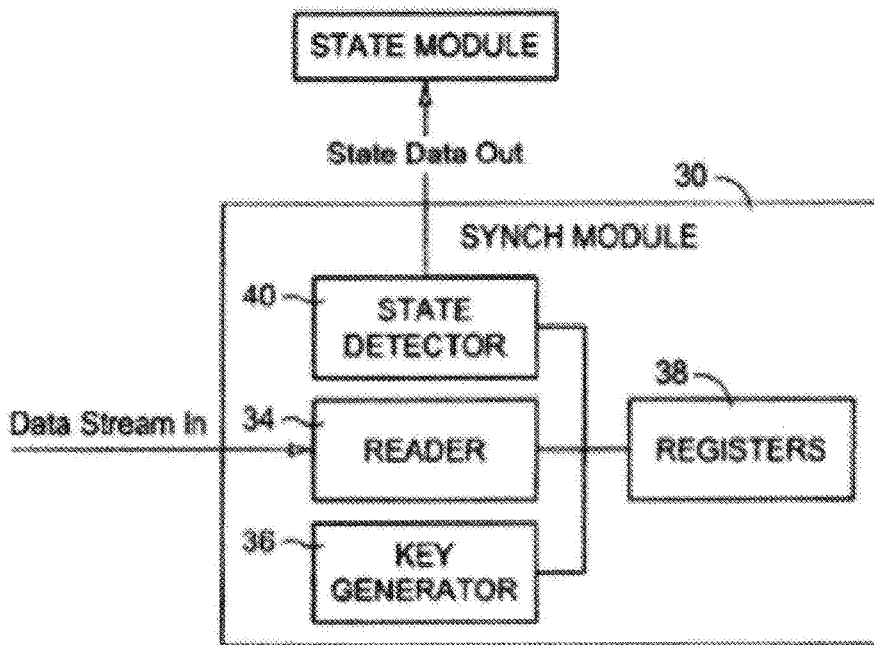 STATE MODULE
State Data Out
30
SYNCH MODULE
40
STATE
DETECTOR
38
Data Stream In
34
READER
REGISTERS
36
KEY
GENERATOR